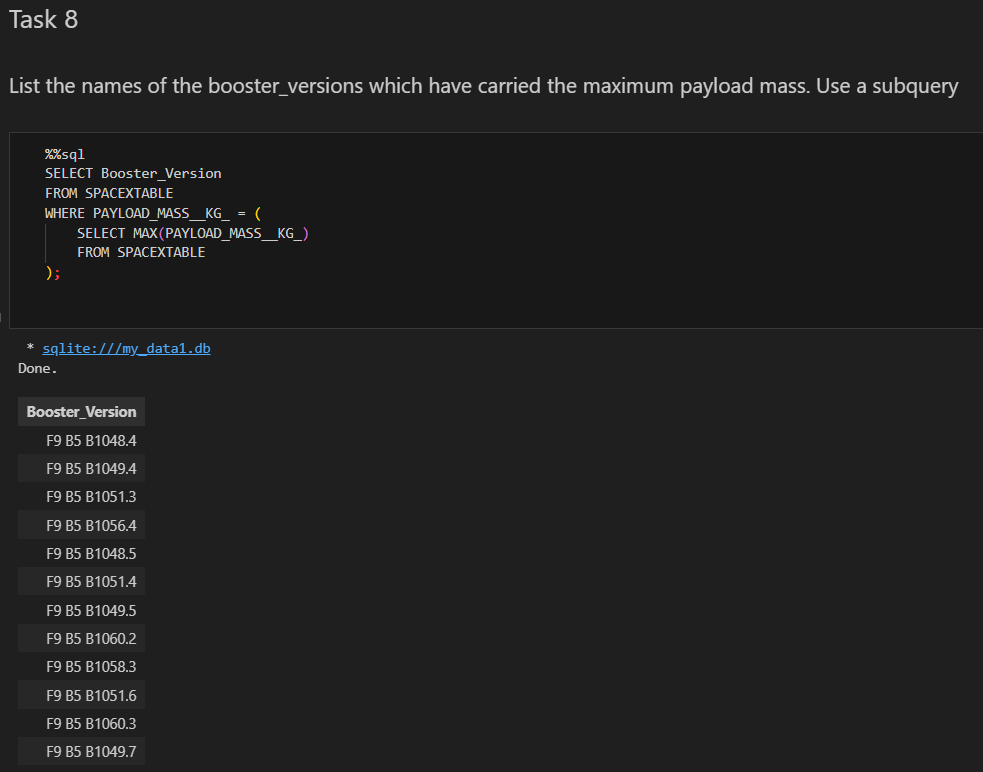 Task 8
List the names of the booster_versions which have carried the maximum payload mass. Use a subquery
%%sql
SELECT Booster_Version
FROM SPACEXTABLE
WHERE PAYLOAD_MASS__KG_ = (
SELECT MAX(PAYLOAD_MASS__KG_)
FROM SPACEXTABLE
);
* sqlite:///my_data1.db
Done.
Booster_Version
F9 B5 B1048.4
F9 B5 B1049.4
F9 B5 B1051.3
F9 B5 B1056.4
F9 B5 B1048.5
F9 B5 B1051.4
F9 B5 B1049.5
F9 B5 B1060.2
F9 B5 B1058.3
F9 B5 B1051.6
F9 B5 B1060.3
F9 B5 B1049.7